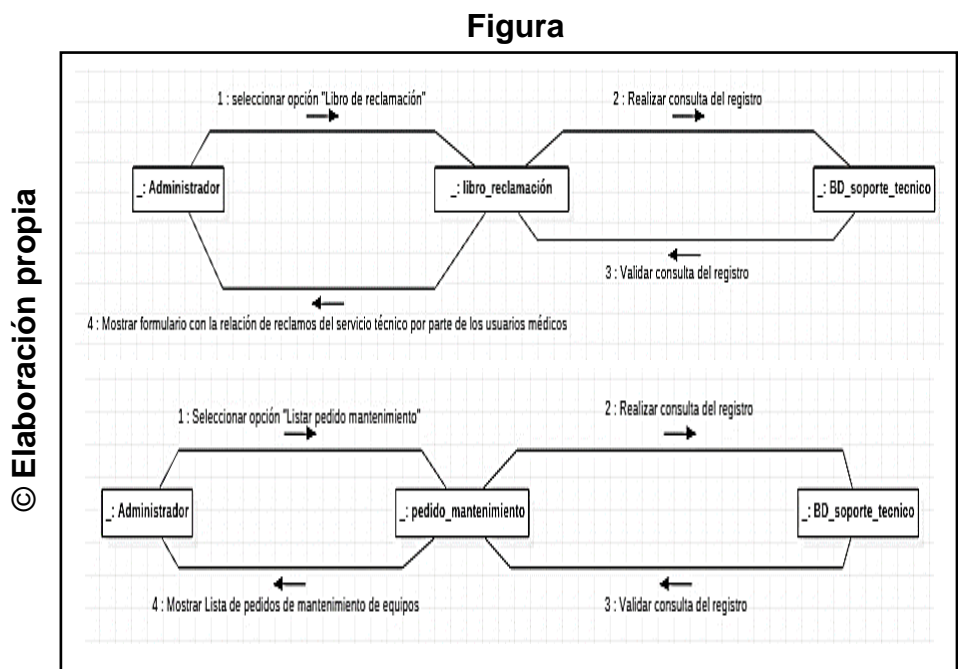 Figura
© Elaboración propia
1 : seleccionar opción "Libro de reclamación"
2 : Realizar consulta del registro
_: Administrador
_: libro_reclamación
_: BD_soporte_tecnico
3 : Validar consulta del registro
4 : Mostrar formulario con la relación de reclamos del servicio técnico por parte de los usuarios médicos
1 : Seleccionar opción "Listar pedido mantenimiento"
2 : Realizar consulta del registro
_: Administrador
_: pedido_mantenimiento
_: BD_soporte_tecnico
4 : Mostrar Lista de pedidos de mantenimiento de equipos
3 : Validar consulta del registro